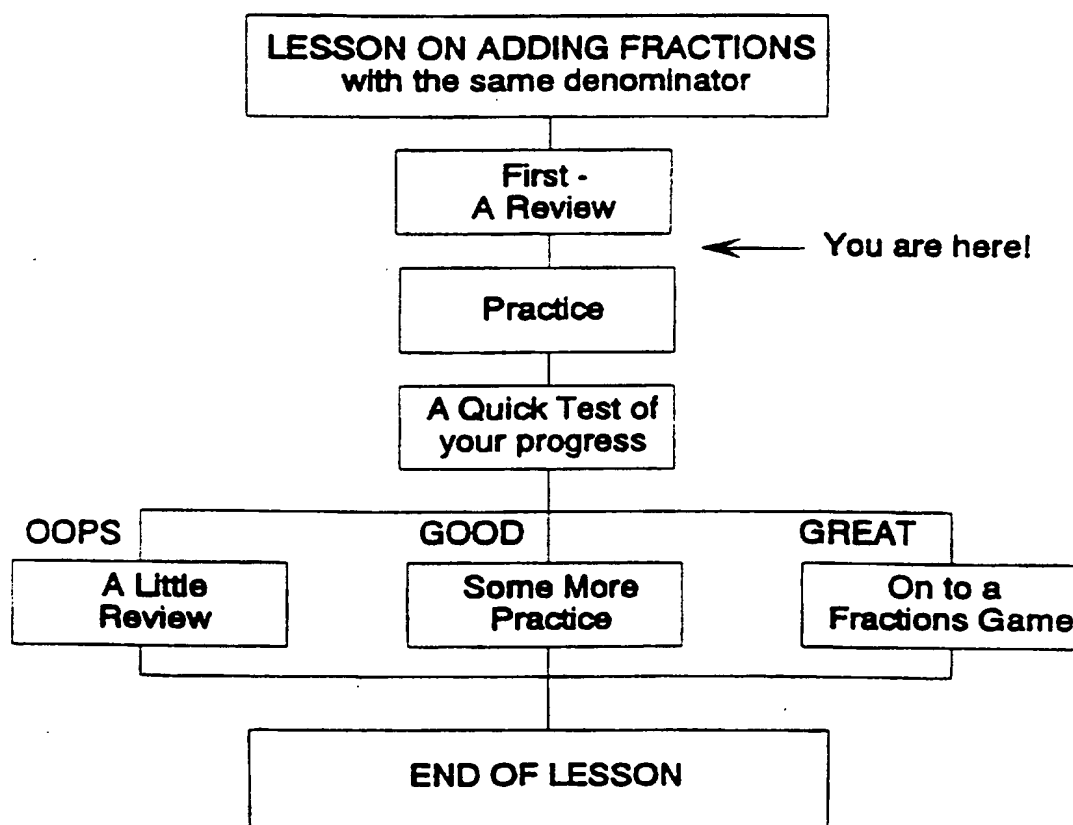 LESSON ON ADDING FRACTIONS
with the same denominator
First -
A Review
You are here!
Practice
A Quick Test of
your progress
OOPS
GOOD
GREAT
A Little
Review
Some More
Practice
On to a
Fractions Game
END OF LESSON